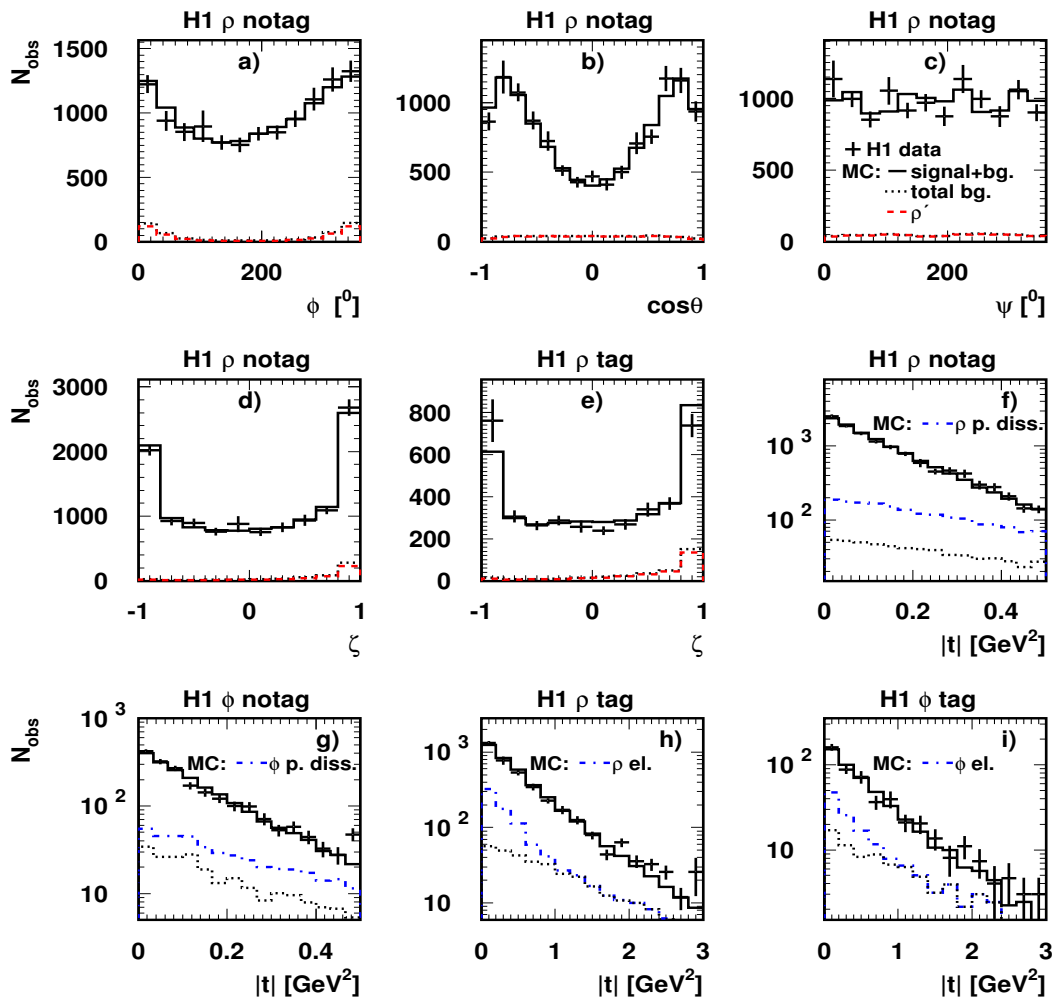 H1 ρ notag
H1 ρ notag
H1 ρ notag
N_obs
1500
1000
500
0
a)
0 200
ϕ [⁰]
1000
500
0
b)
-1 0 1
cosθ
1000
750
500
250
0
c)
H1 data
MC: signal+bg.
total bg.
ρ´
0 200
ψ [⁰]
H1 ρ notag
H1 ρ tag
H1 ρ notag
N_obs
3000
2000
1000
0
d)
-1 0 1
ζ
800
600
400
200
0
e)
-1 0 1
ζ
f)
MC: ρ p. diss.
10³
10²
0 0.2 0.4
|t| [GeV²]
H1 ϕ notag
H1 ρ tag
H1 ϕ tag
N_obs
10³
10²
10
g)
MC: ϕ p. diss.
0 0.2 0.4
|t| [GeV²]
10³
10²
10
h)
MC: ρ el.
0 1 2 3
|t| [GeV²]
10²
10
i)
MC: ϕ el.
0 1 2 3
|t| [GeV²]